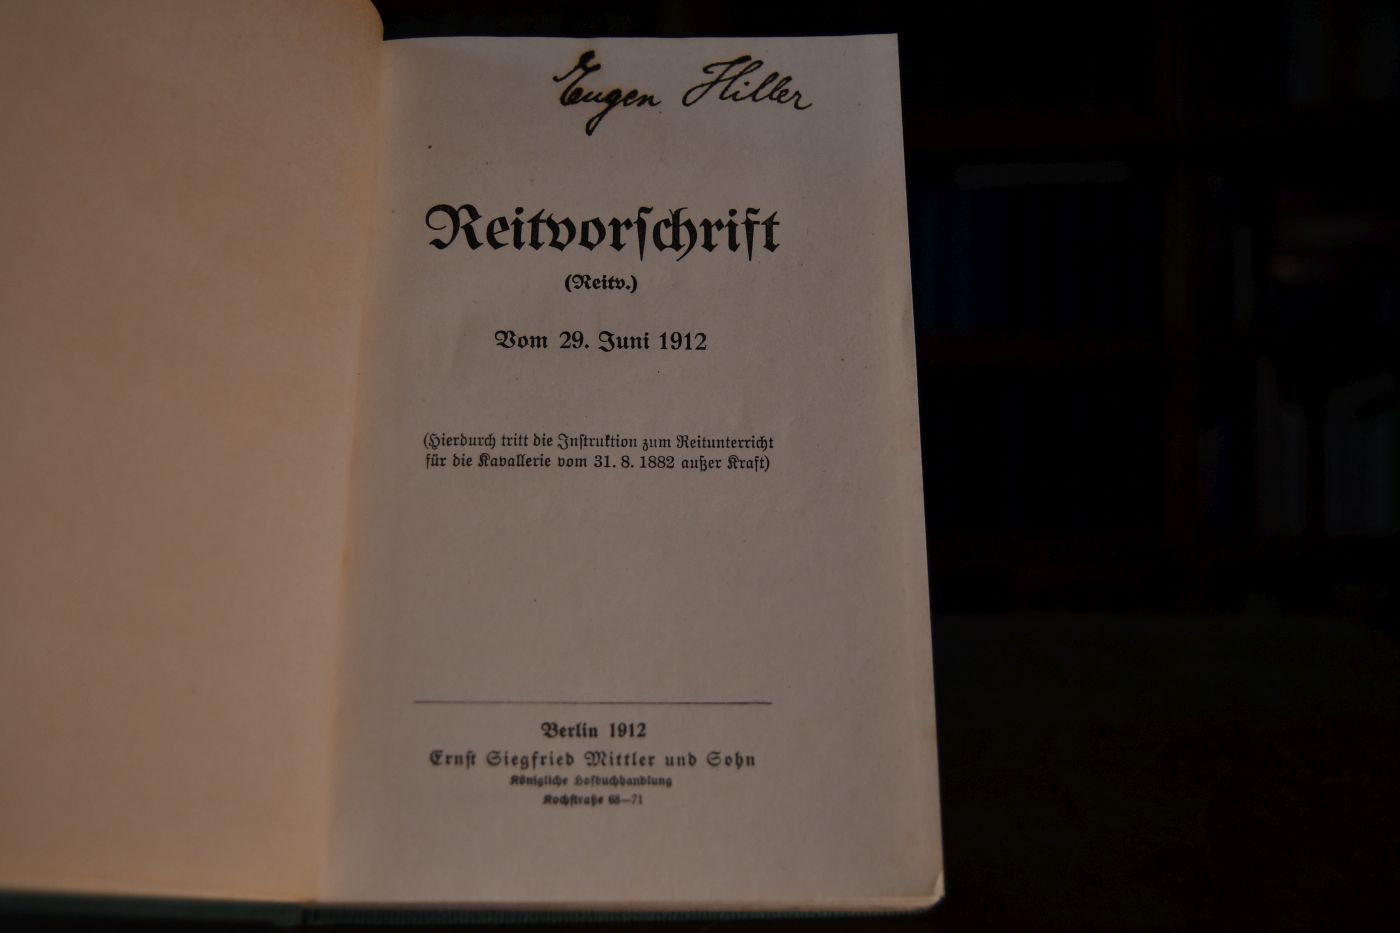 Eugen Hiller
Reitvorschrift
(Reitv.)
Vom 29. Juni 1912
(Hierdurch tritt die Instruktion zum Reitunterricht
für die Kavallerie vom 31. 8. 1882 außer Kraft)
Berlin 1912
Ernst Siegfried Mittler und Sohn
Königliche Hofbuchhandlung
Kochstraße 68—71